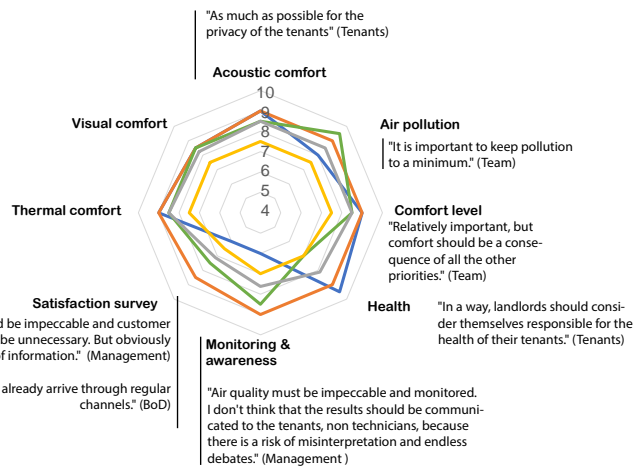 "As much as possible for the
privacy of the tenants" (Tenants)
Acoustic comfort
10
9
8
7
6
5
4
Visual comfort
Air pollution
"It is important to keep pollution
to a minimum." (Team)
Thermal comfort
Comfort level
"Relatively important, but
comfort should be a conse-
quence of all the other
priorities." (Team)
Satisfaction survey
d be impeccable and customer
be unnecessary. But obviously
of information." (Management)
already arrive through regular
channels." (BoD)
Health
"In a way, landlords should consi-
der themselves responsible for the
health of their tenants." (Tenants)
Monitoring &
awareness
"Air quality must be impeccable and monitored.
I don't think that the results should be communi-
cated to the tenants, non technicians, because
there is a risk of misinterpretation and endless
debates." (Management )